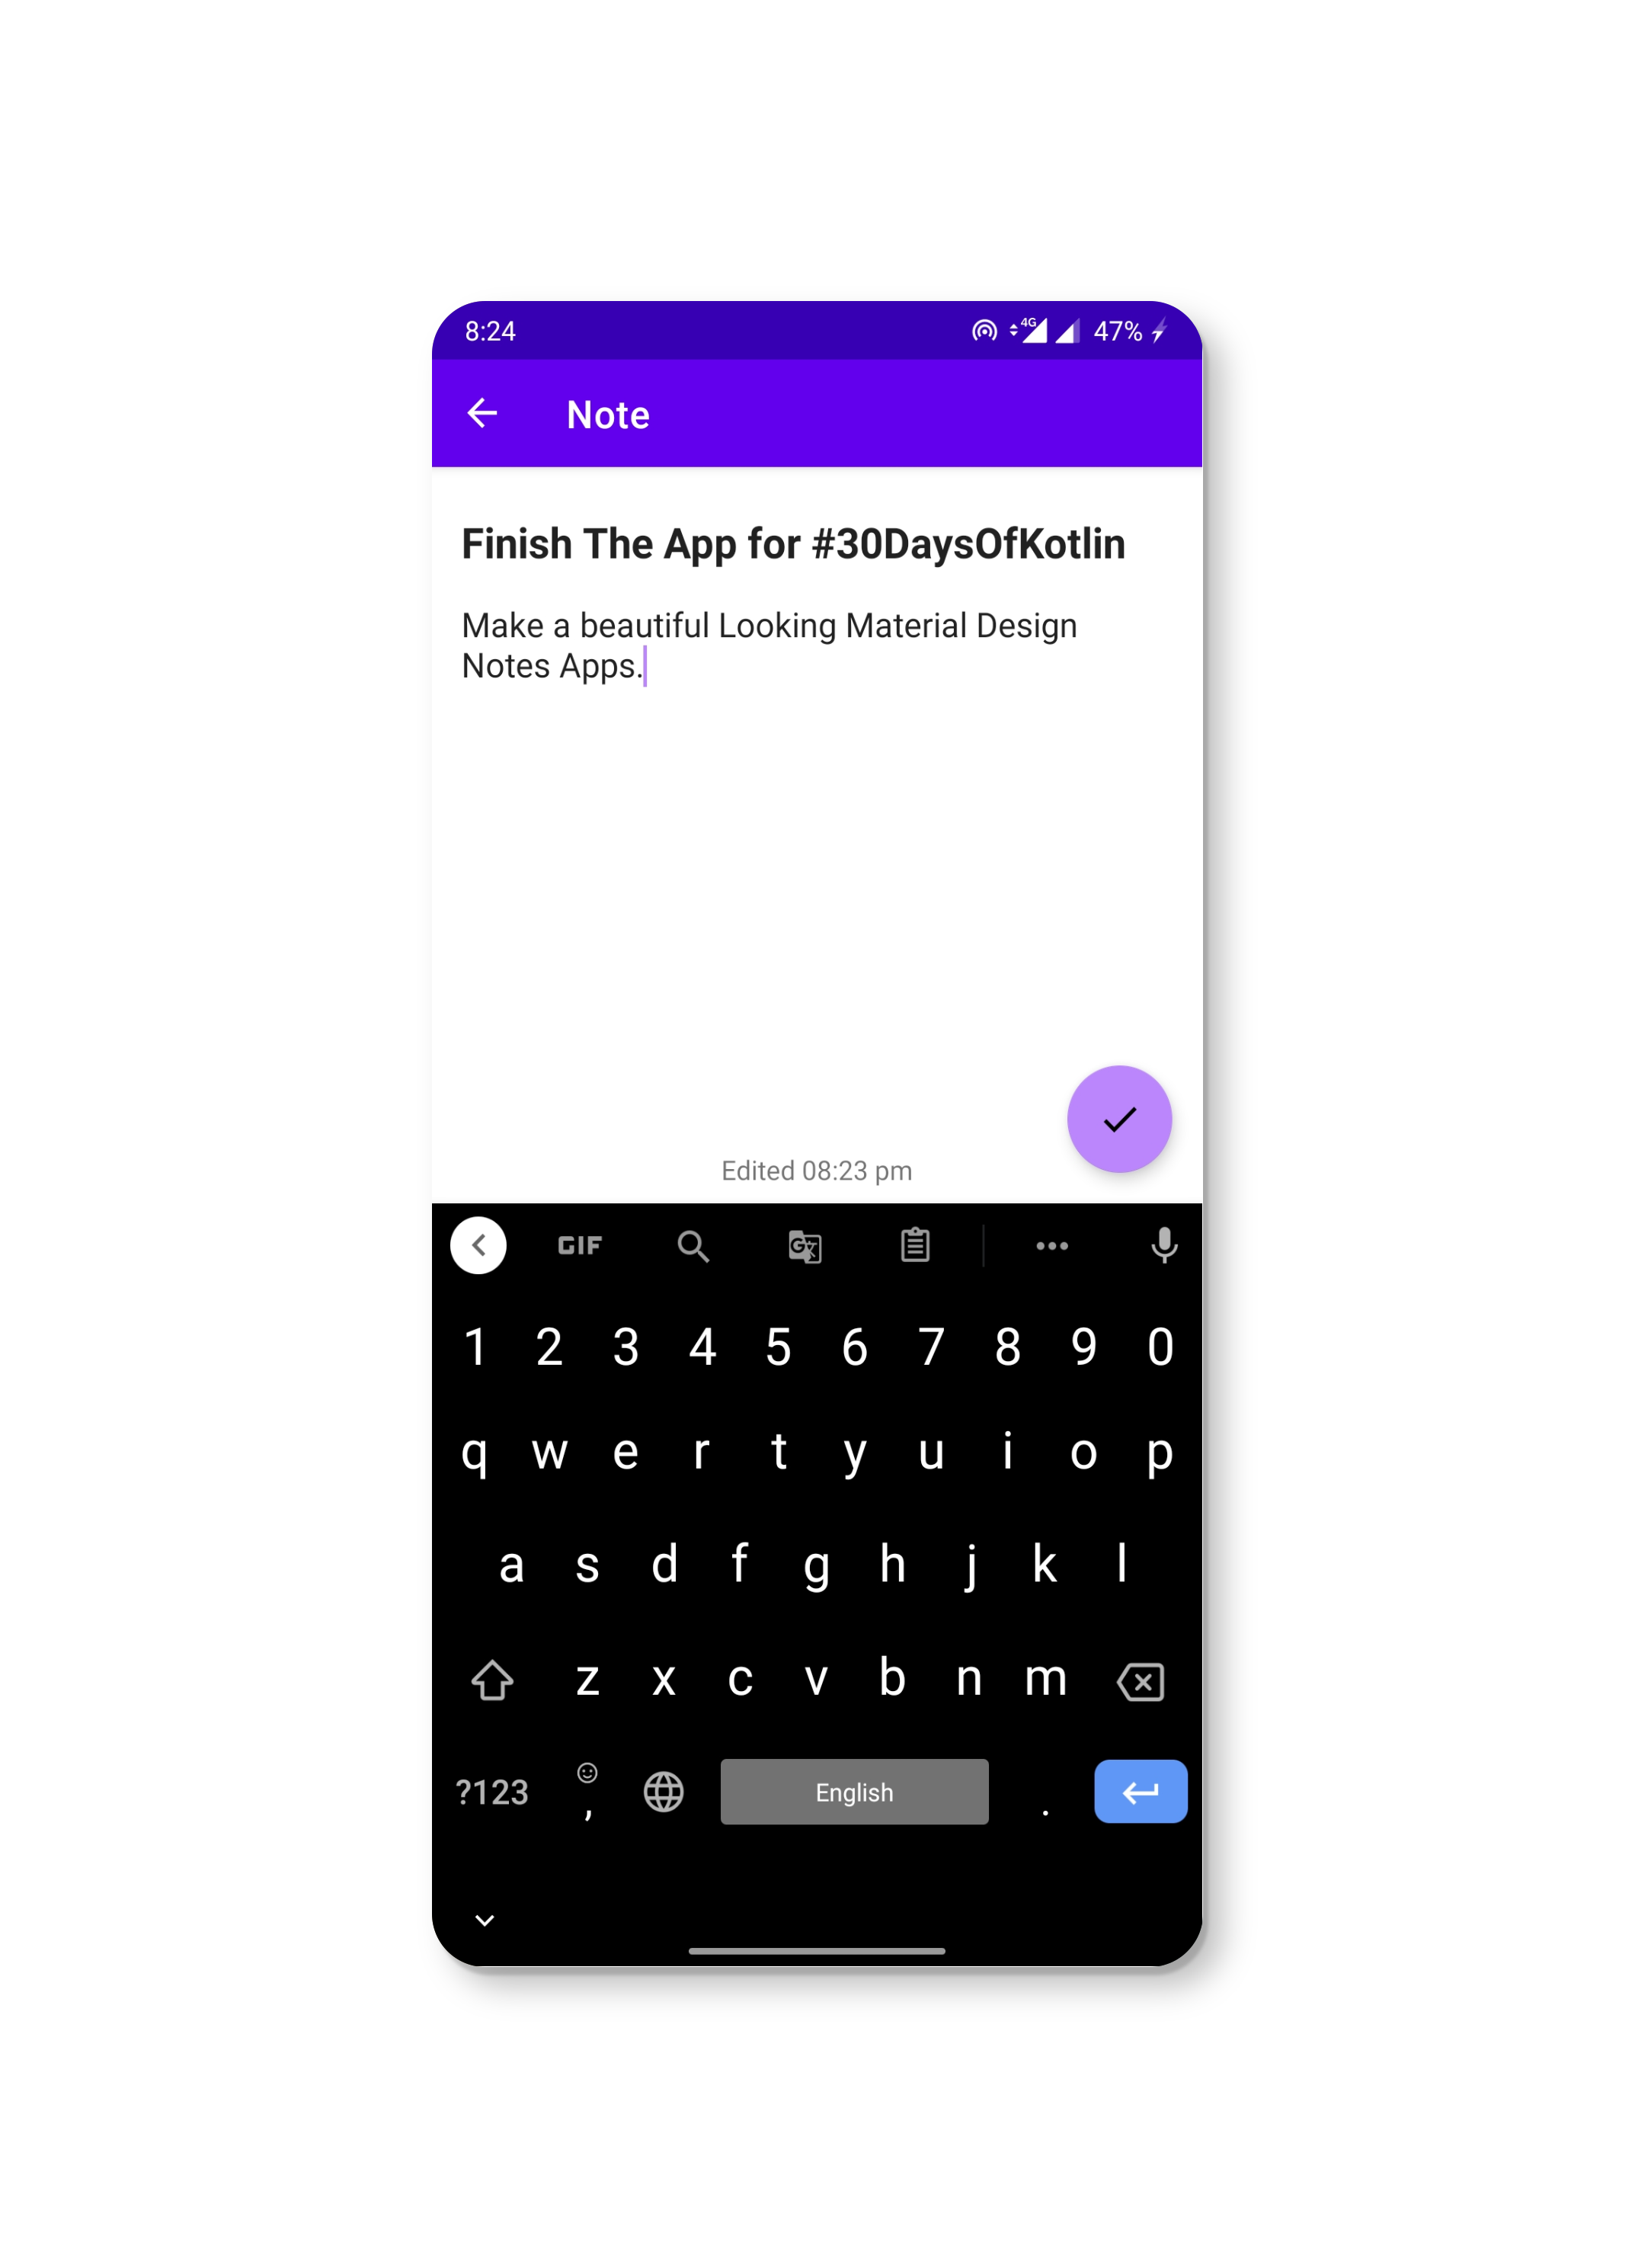 8:24 4G 47%
Note
Finish The App for #30DaysOfKotlin
Make a beautiful Looking Material Design
Notes Apps.
Edited 08:23 pm
GIF G
1 2 3 4 5 6 7 8 9 0
q w e r t y u i o p
a s d f g h j k l
z x c v b n m
?123 , English .